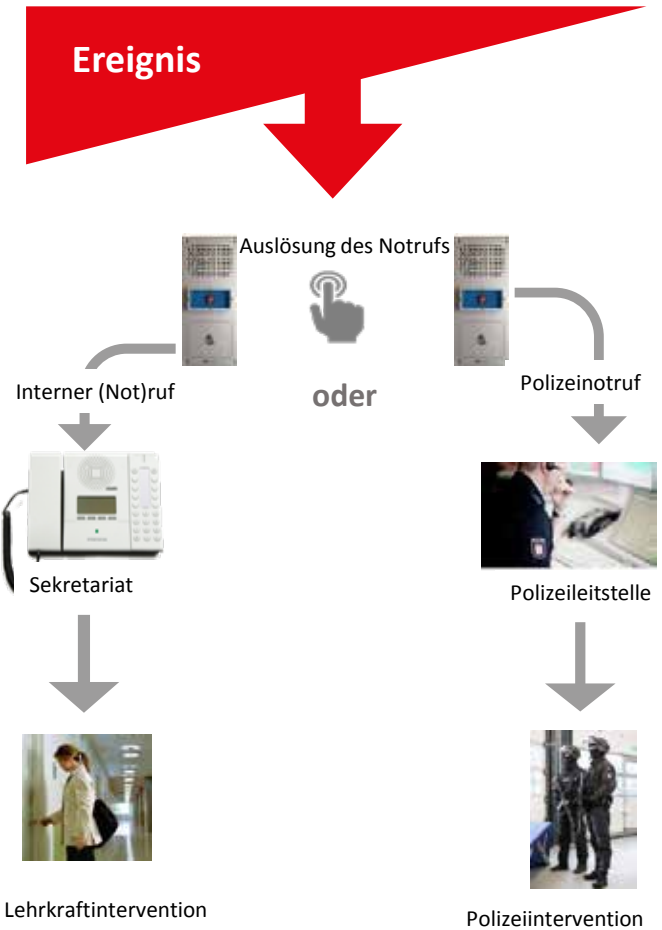 Ereignis
Auslösung des Notrufs
Interner (Not)ruf
oder
Polizeinotruf
Sekretariat
Polizeileitstelle
Lehrkraftintervention
Polizeiintervention